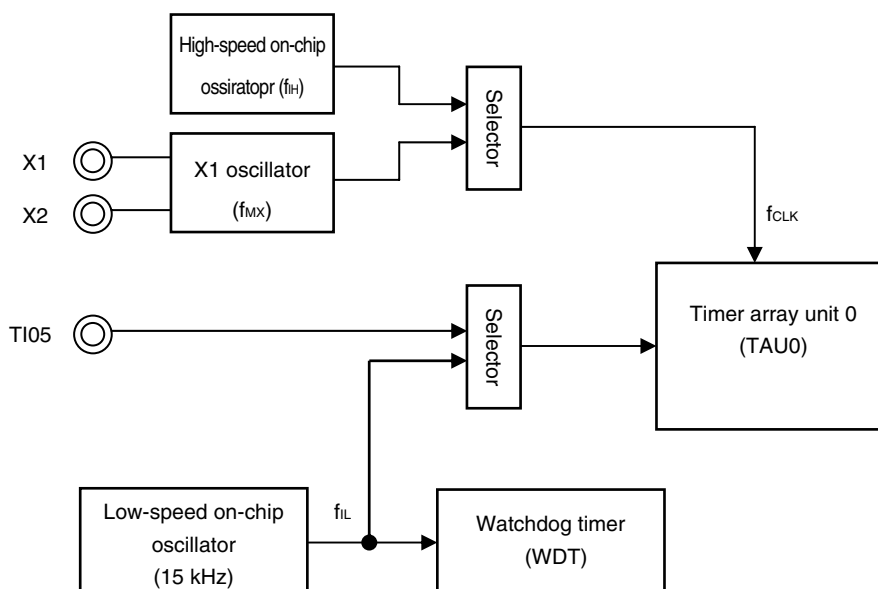 High-speed on-chip
ossiratopr (fIH)
Selector
X1
X2
X1 oscillator
(fMX)
fCLK
TI05
Selector
Timer array unit 0
(TAU0)
Low-speed on-chip
oscillator
(15 kHz)
fIL
Watchdog timer
(WDT)